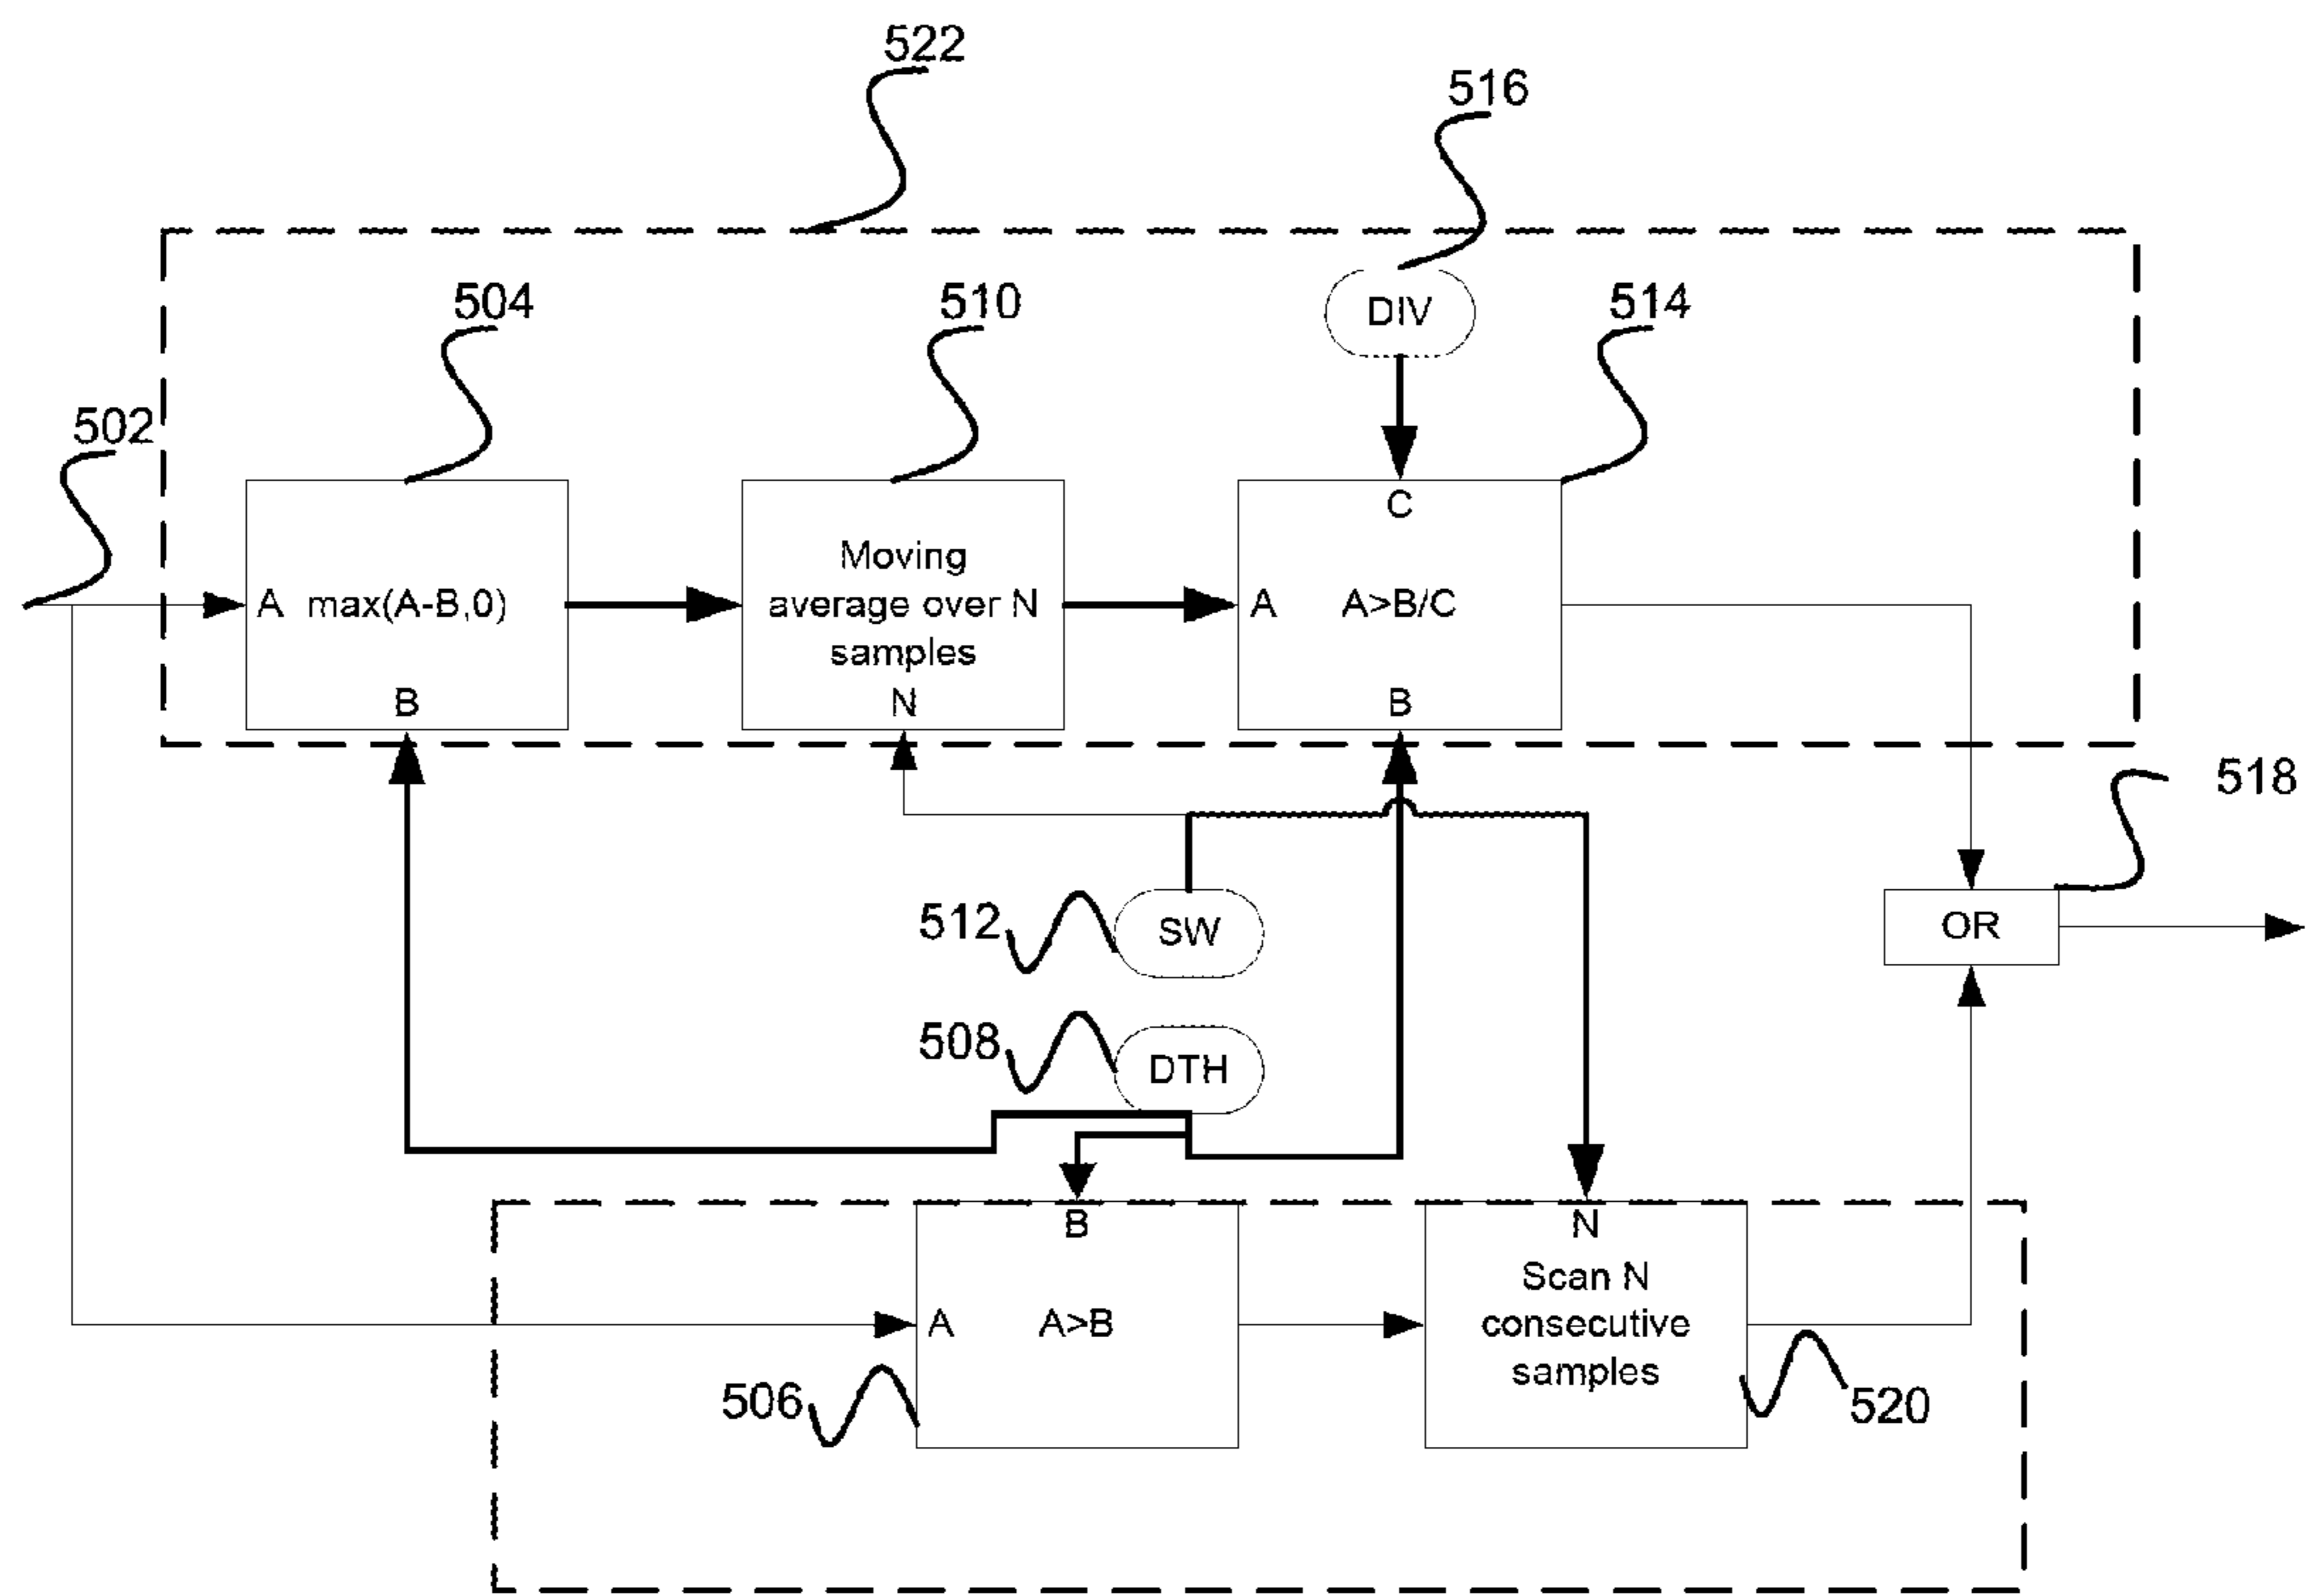 522
516
504
510
DIV
514
502
C
Moving
A max(A-B,0)
average over N
A
A>B/C
samples
B
N
B
518
512
SW
OR
508
DTH
B
N
Scan N
A
A>B
consecutive
samples
506
520